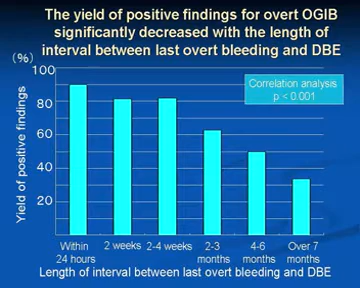 The yield of positive findings for overt OGIB
significantly decreased with the length of
interval between last overt bleeding and DBE
(%)
100
80
60
40
20
Yield of positive findings
Correlation analysis
p < 0.001
Within 2 weeks 2-4 weeks 2-3 4-6 Over 7
24 hours months months months
Length of interval between last overt bleeding and DBE